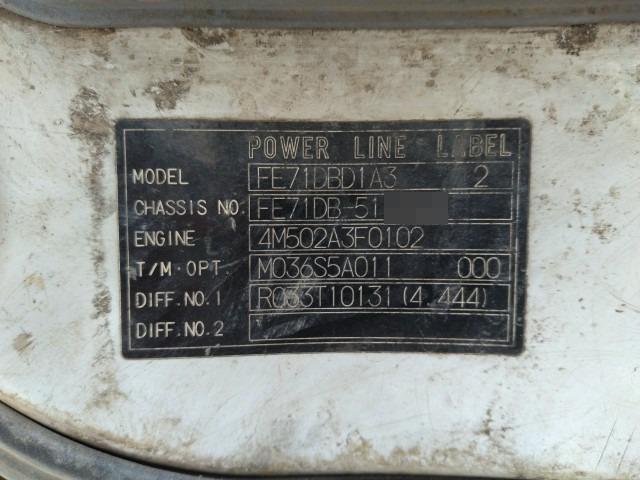 POWER LINE LABEL
MODEL FE71DBD1A3 2
CHASSIS NO. FE71DB-51
ENGINE 4M502A3F0102
T/M·OPT. M036S5A011 000
DIFF.NO.1 R033T10131(4.444)
DIFF.NO.2